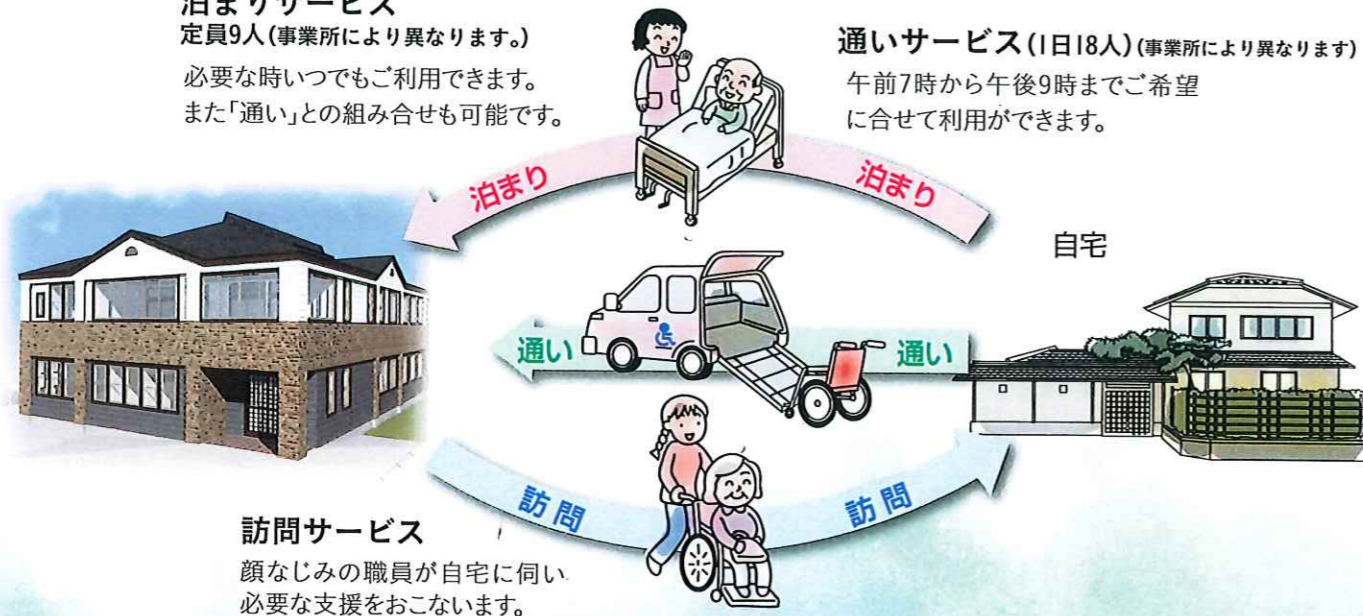 泊まりサービス
定員9人(事業所により異なります。)
必要な時いつでもご利用できます。
また「通い」との組み合せも可能です。
通いサービス(1日18人)(事業所により異なります)
午前7時から午後9時までご希望
に合せて利用ができます。
泊まり
泊まり
自宅
通い
通い
訪問
訪問
訪問サービス
顔なじみの職員が自宅に伺い
必要な支援をおこないます。